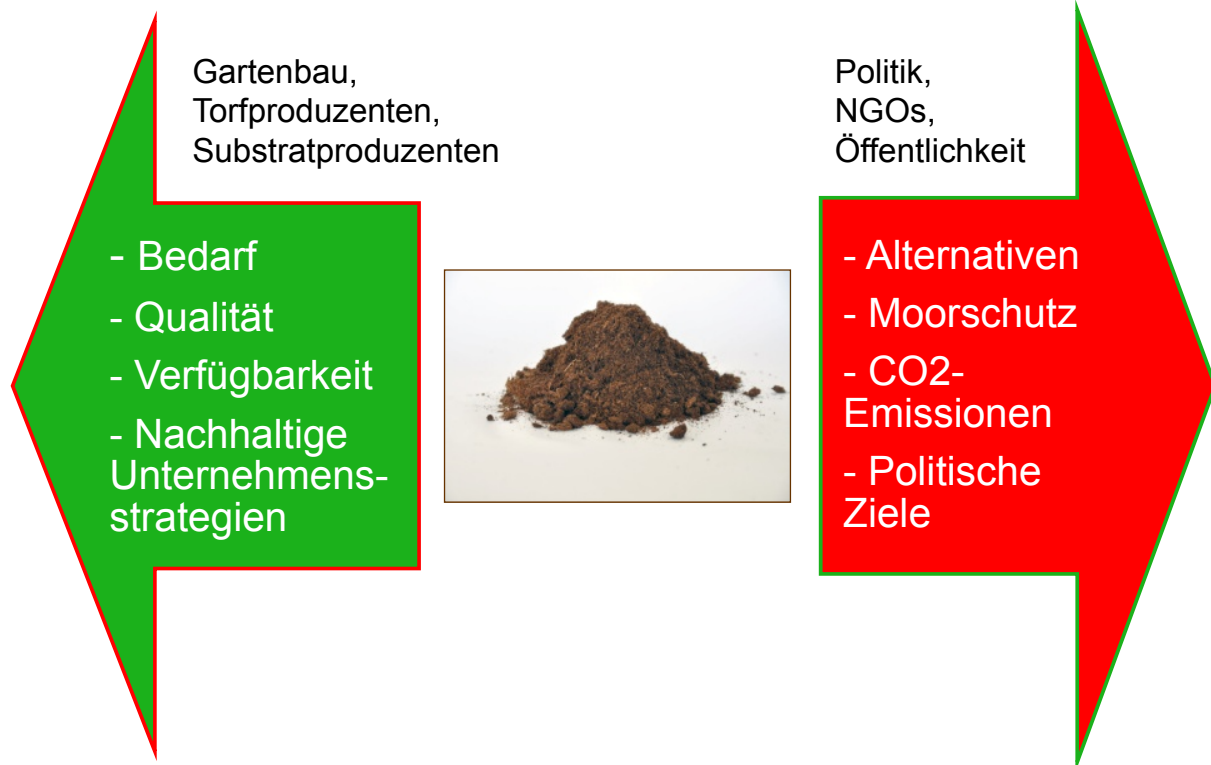 Gartenbau,
Torfproduzenten,
Substratproduzenten
- Bedarf
- Qualität
- Verfügbarkeit
- Nachhaltige
Unternehmens-
strategien
Politik,
NGOs,
Öffentlichkeit
- Alternativen
- Moorschutz
- CO2-
Emissionen
- Politische
Ziele